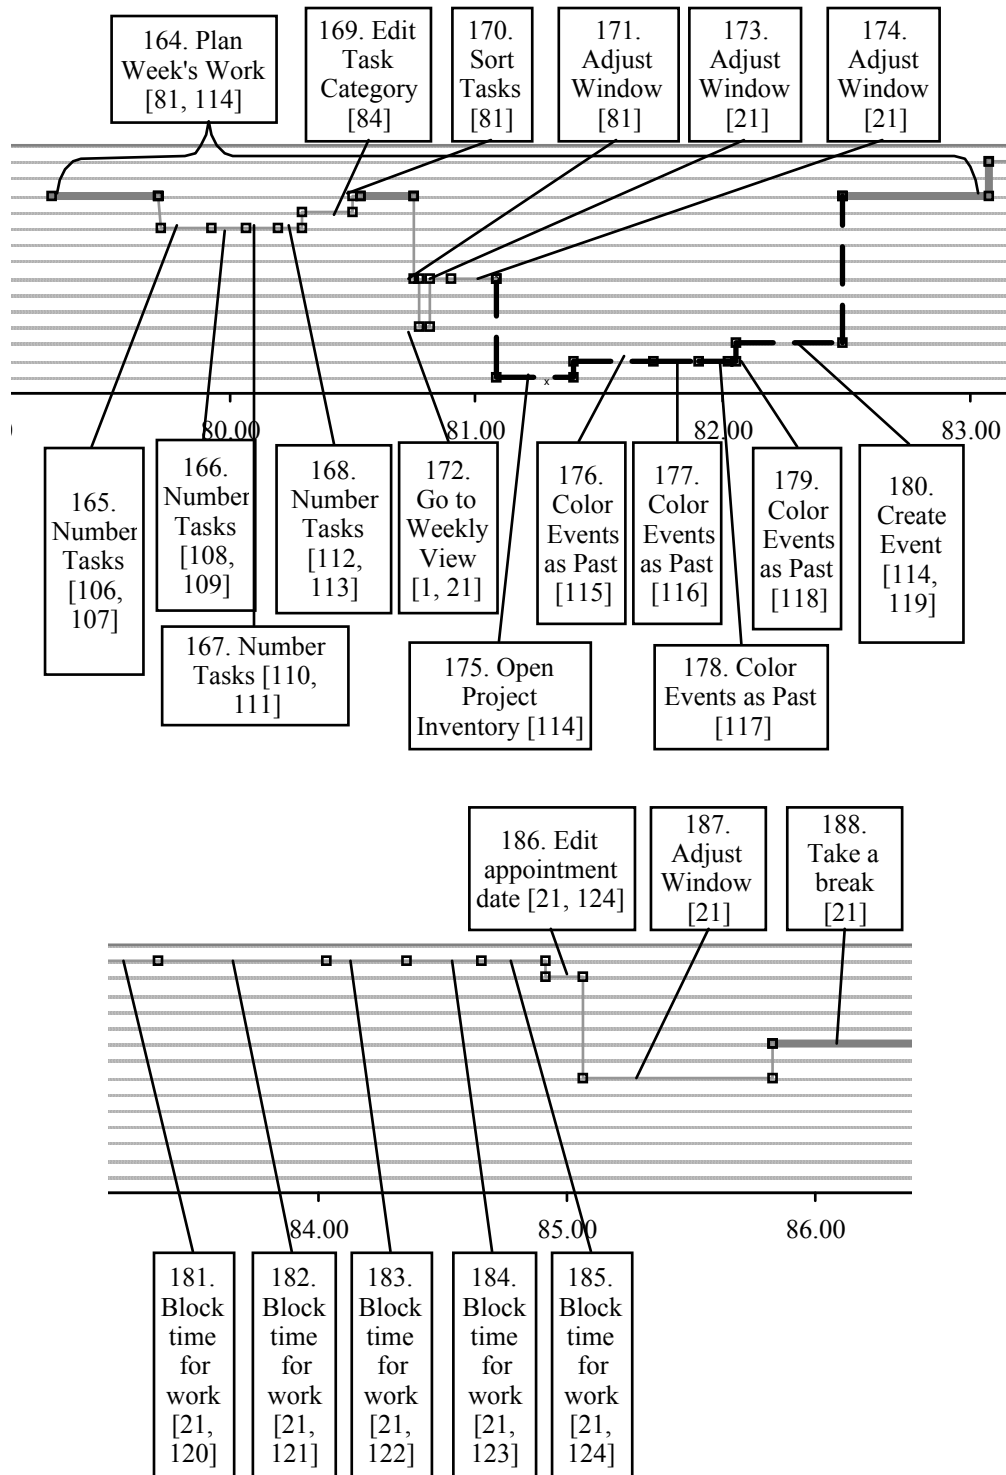 164. Plan
Week's Work
[81, 114]
169. Edit
Task
Category
[84]
170.
Sort
Tasks
[81]
171.
Adjust
Window
[81]
173.
Adjust
Window
[21]
174.
Adjust
Window
[21]
x
80.00
81.00
82.00
83.00
165.
Number
Tasks
[106,
107]
166.
Number
Tasks
[108,
109]
167. Number
Tasks [110,
111]
168.
Number
Tasks
[112,
113]
172.
Go to
Weekly
View
[1, 21]
175. Open
Project
Inventory [114]
176.
Color
Events
as Past
[115]
177.
Color
Events
as Past
[116]
178. Color
Events as Past
[117]
179.
Color
Events
as Past
[118]
180.
Create
Event
[114,
119]
186. Edit
appointment
date [21, 124]
187.
Adjust
Window
[21]
188.
Take a
break
[21]
84.00
85.00
86.00
181.
Block
time
for
work
[21,
120]
182.
Block
time
for
work
[21,
121]
183.
Block
time
for
work
[21,
122]
184.
Block
time
for
work
[21,
123]
185.
Block
time
for
work
[21,
124]